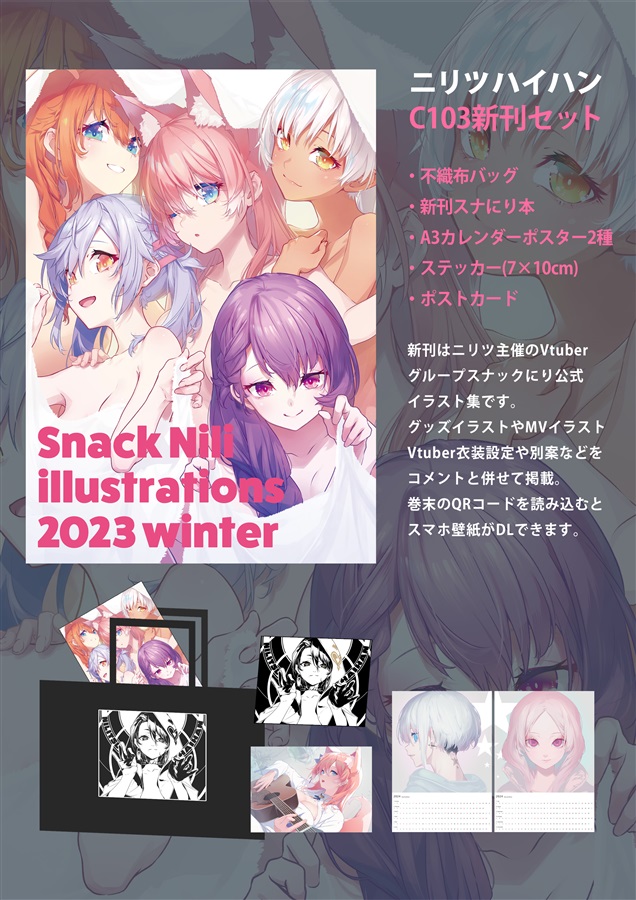 ニリツハイハン
C103新刊セット
・不織布バッグ
・新刊スナにり本
・A3カレンダーポスター2種
・ステッカー(7×10cm)
・ポストカード
新刊はニリツ主催のVtuber
グループスナックにり公式
イラスト集です。
グッズイラストやMVイラスト
Vtuber衣装設定や別案などを
コメントと併せて掲載。
巻末のQRコードを読み込むと
スマホ壁紙がDLできます。
Snack Nili
illustrations
2023 winter